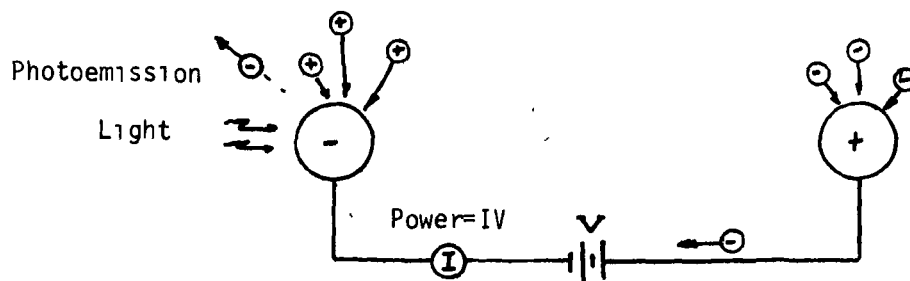 + + +
-
Photoemission
Light
-
- - -
+
Power=IV
V
I
-